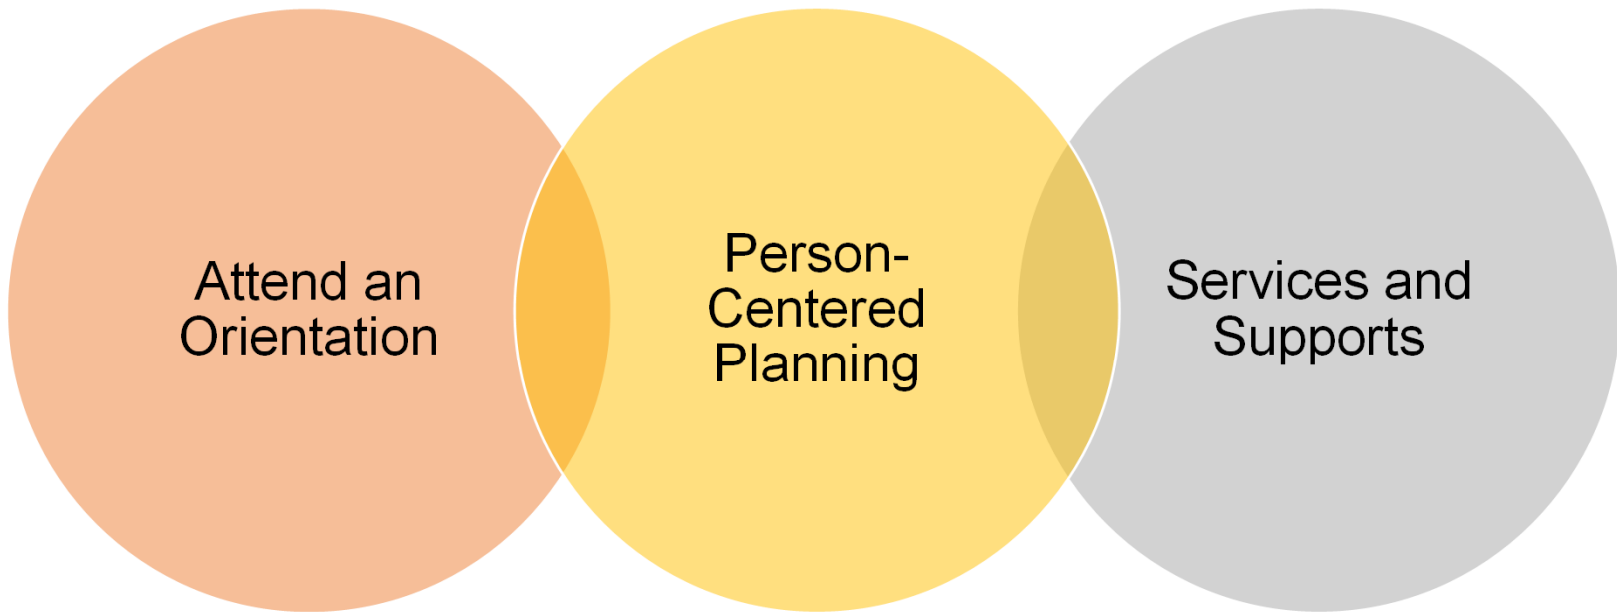 Attend an
Orientation
Person-
Centered
Planning
Services and
Supports